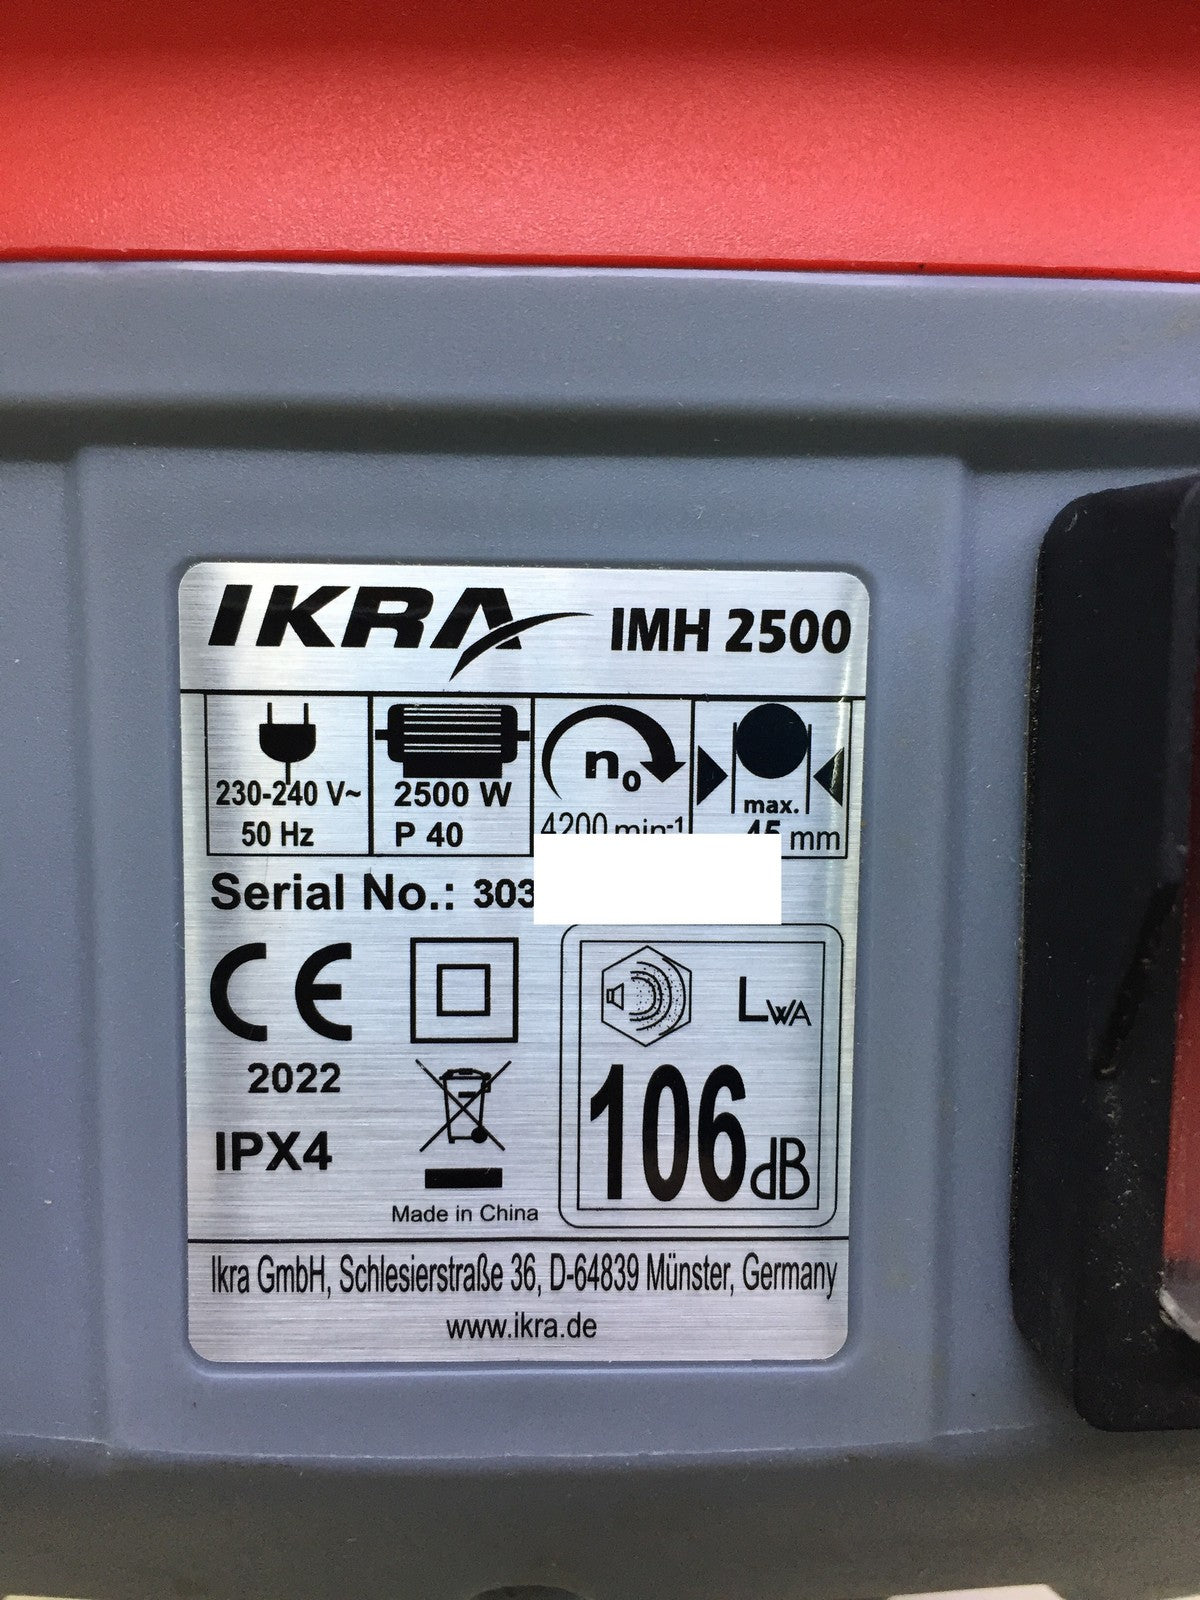 IKRA IMH 2500
230-240 V~ 2500 W n₀ max.
50 Hz P 40 4200 min⁻¹ 45 mm
Serial No.: 303
CE
LWA
2022
106 dB
IPX4
Made in China
Ikra GmbH, Schlesierstraße 36, D-64839 Münster, Germany
www.ikra.de